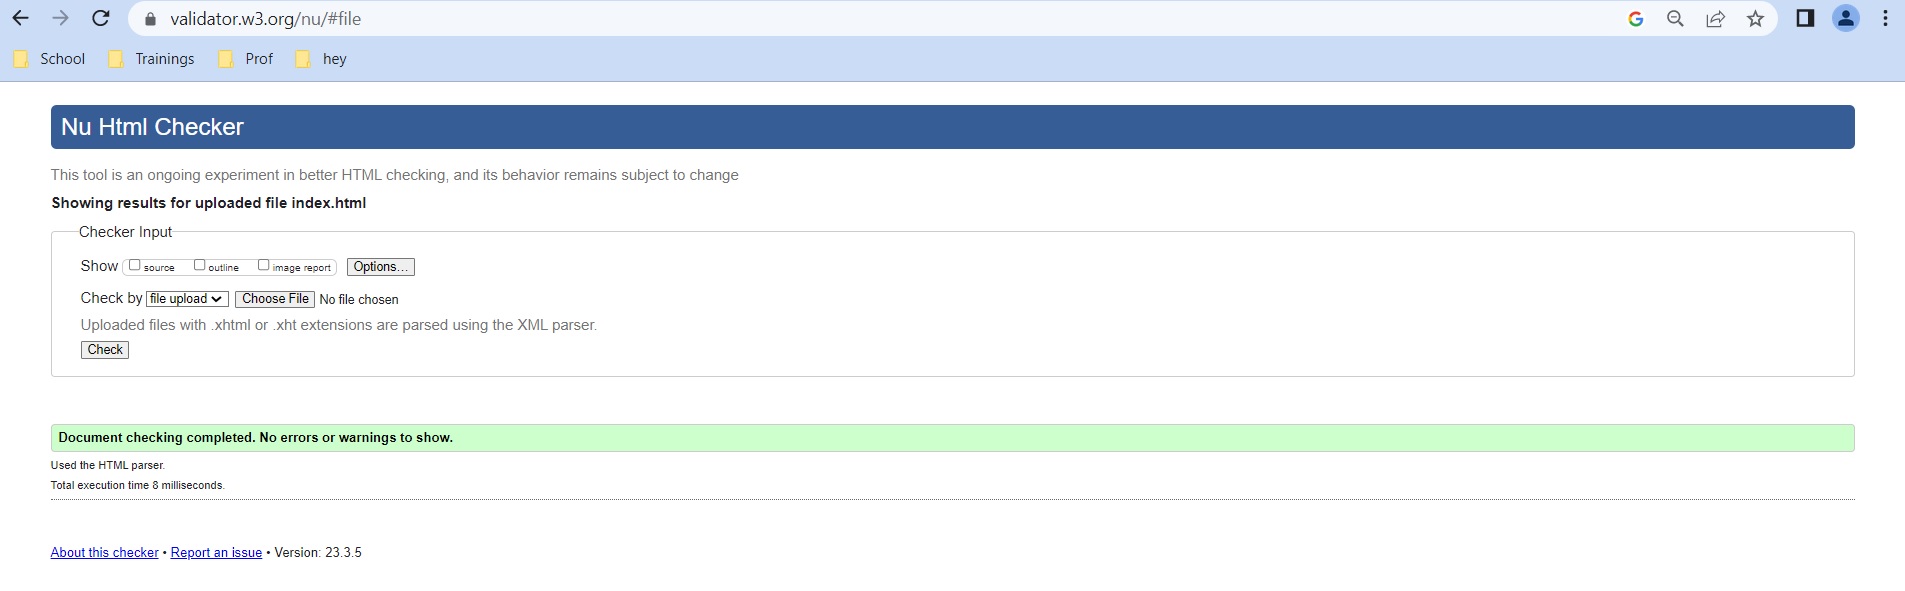 validator.w3.org/nu/#file
School Trainings Prof hey
Nu Html Checker
This tool is an ongoing experiment in better HTML checking, and its behavior remains subject to change
Showing results for uploaded file index.html
Checker Input
Show source outline image report Options...
Check by file upload Choose File No file chosen
Uploaded files with .xhtml or .xht extensions are parsed using the XML parser.
Check
Document checking completed. No errors or warnings to show.
Used the HTML parser.
Total execution time 8 milliseconds.
About this checker • Report an issue • Version: 23.3.5